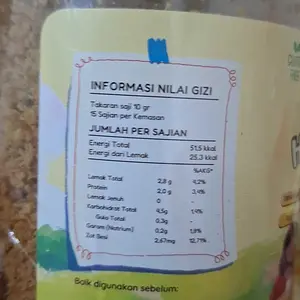 INFORMASI NILAI GIZI
Takaran saji 10 gr
15 Sajian per Kemasan
JUMLAH PER SAJIAN
Energi Total 51,5 kkal
Energi dari Lemak 25,3 kkal
%AKG*
Lemak Total 2,8 g 4,2%
Protein 2,0 g 3,4%
Lemak Jenuh 0 -
Karbohidrat Total 4,5g 1,4%
Gula Total 0,3g -
Garam (Natrium) 0,2g 1,8%
Zat Besi 2,67mg 12,71%
Baik digunakan sebelum: